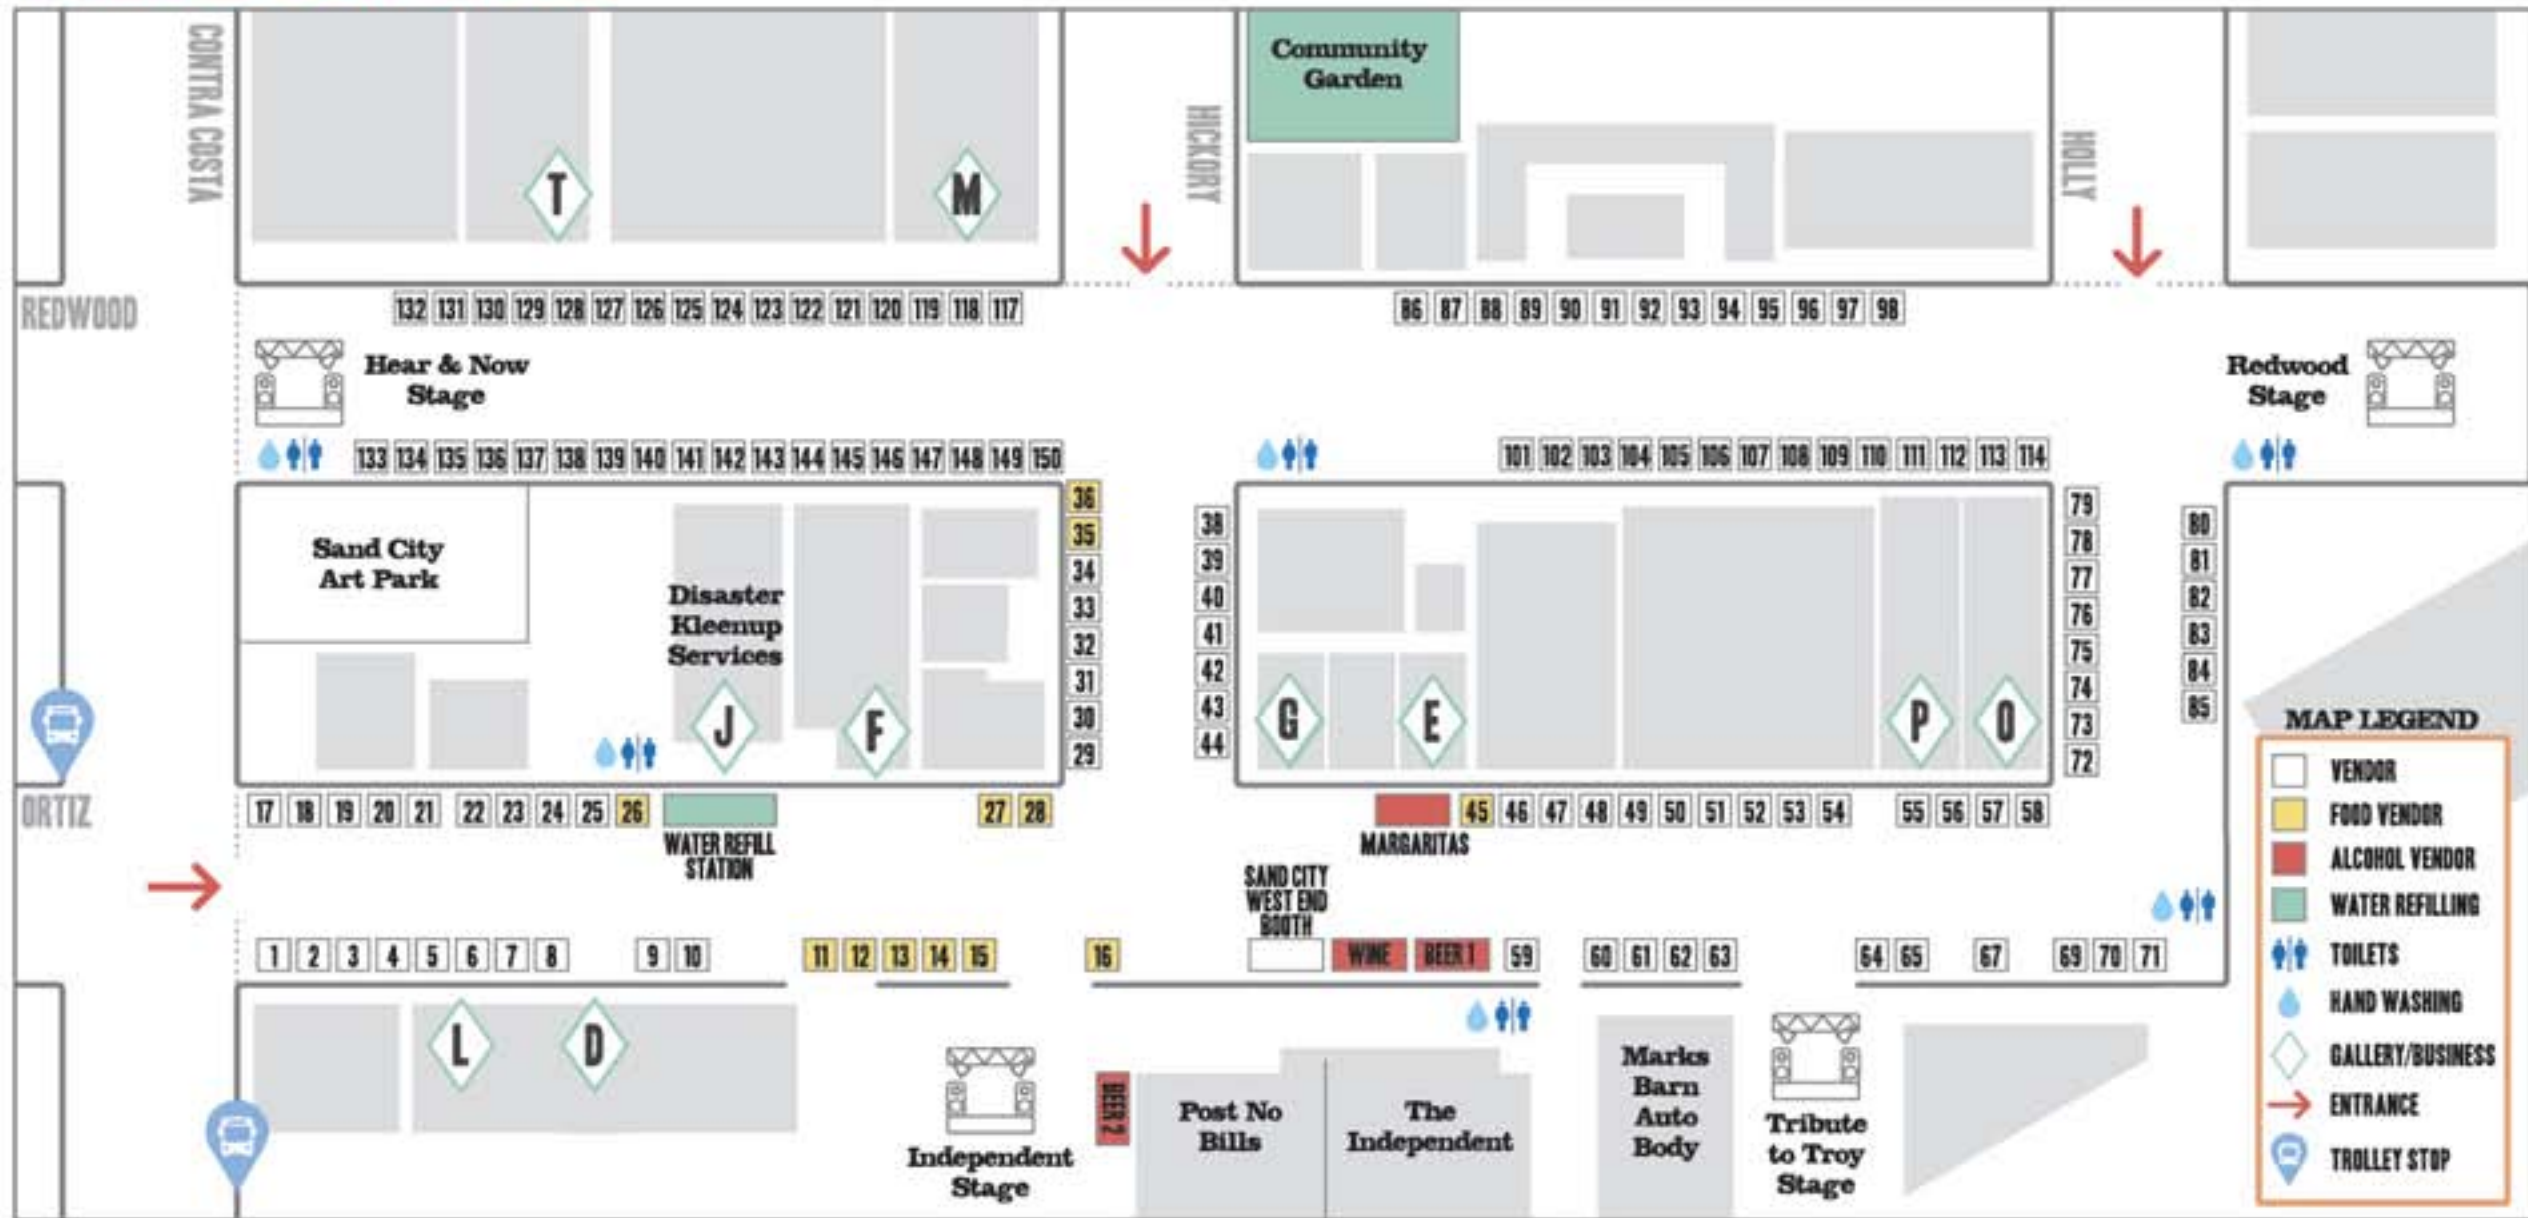 CONTRA COSTA
T
M
HICKORY
Community
Garden
HOLLY
REDWOOD
132 131 130 129 128 127 126 125 124 123 122 121 120 119 118 117
86 87 88 89 90 91 92 93 94 95 96 97 98
Hear & Now
Stage
Redwood
Stage
133 134 135 136 137 138 139 140 141 142 143 144 145 146 147 148 149 150
101 102 103 104 105 106 107 108 109 110 111 112 113 114
Sand City
Art Park
Disaster
Kleenup
Services
J
F
36
35
34
33
32
31
30
29
38
39
40
41
42
43
44
G
E
P
O
79
78
77
76
75
74
73
72
80
81
82
83
84
85
ORTIZ
17 18 19 20 21 22 23 24 25 26
WATER REFILL
STATION
27 28
MARGARITAS
45 46 47 48 49 50 51 52 53 54 55 56 57 58
SAND CITY
WEST END
BOOTH
1 2 3 4 5 6 7 8 9 10 11 12 13 14 15 16
WINE
BEER 1
59 60 61 62 63 64 65 67 69 70 71
L
D
Independent
Stage
BEER 2
Post No
Bills
The
Independent
Marks
Barn
Auto
Body
Tribute
to Troy
Stage
MAP LEGEND
VENDOR
FOOD VENDOR
ALCOHOL VENDOR
WATER REFILLING
TOILETS
HAND WASHING
GALLERY/BUSINESS
ENTRANCE
TROLLEY STOP